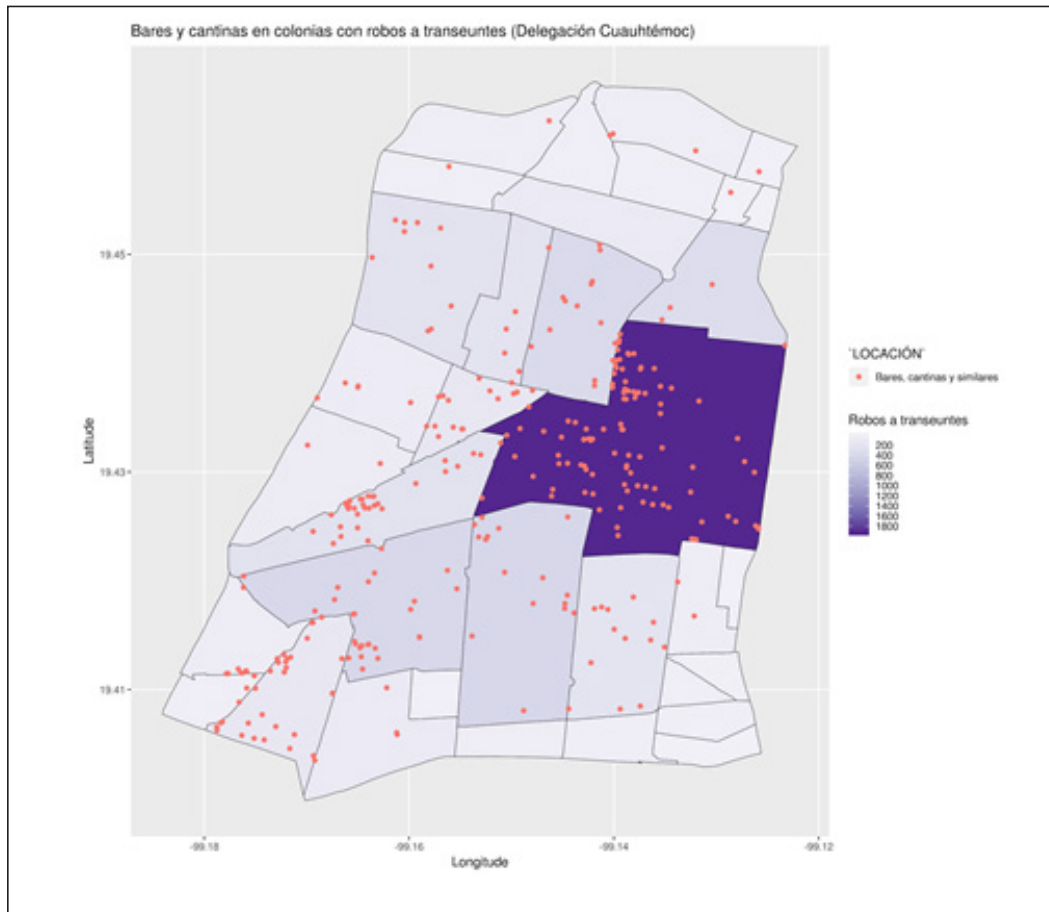 Bares y cantinas en colonias con robos a transeuntes (Delegación Cuauhtémoc)
19.45
19.43
19.41
Latitude
-99.18
-99.16
-99.14
-99.12
Longitude
`LOCACIÓN`
Bares, cantinas y similares
Robos a transeuntes
200
400
600
800
1000
1200
1400
1600
1800